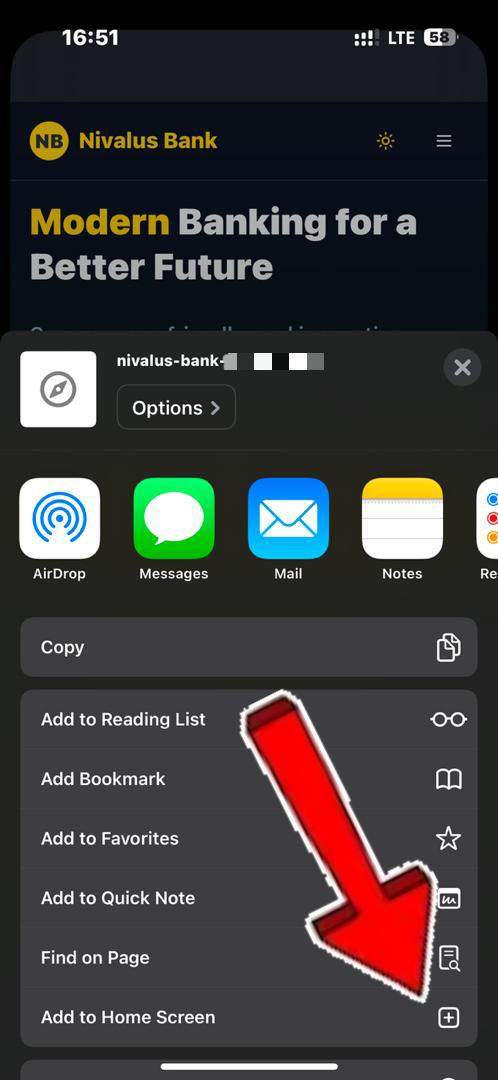 16:51
LTE 58
NB Nivalus Bank
Modern Banking for a
Better Future
nivalus-bank-
Options
AirDrop
Messages
Mail
Notes
Re
Copy
Add to Reading List
Add Bookmark
Add to Favorites
Add to Quick Note
Find on Page
Add to Home Screen